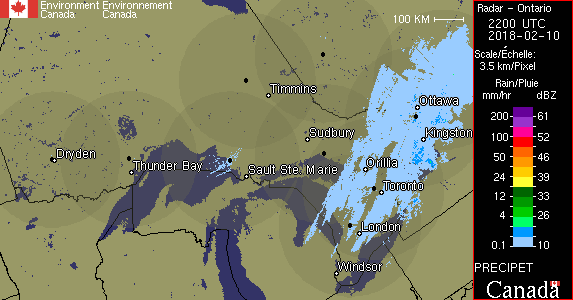 Environment Environnement
Canada Canada
100 KM
Timmins
Ottawa
Sudbury
Kingston
Dryden
Thunder Bay
Sault Ste. Marie
Orillia
Toronto
London
Windsor
Radar - Ontario
2200 UTC
2018-02-10
Scale/Échelle:
3.5 km/Pixel
Rain/Pluie
mm/hr dBZ
200 61
100 52
50 46
24 39
12 33
4 26
0.1 10
PRECIPET
Canada